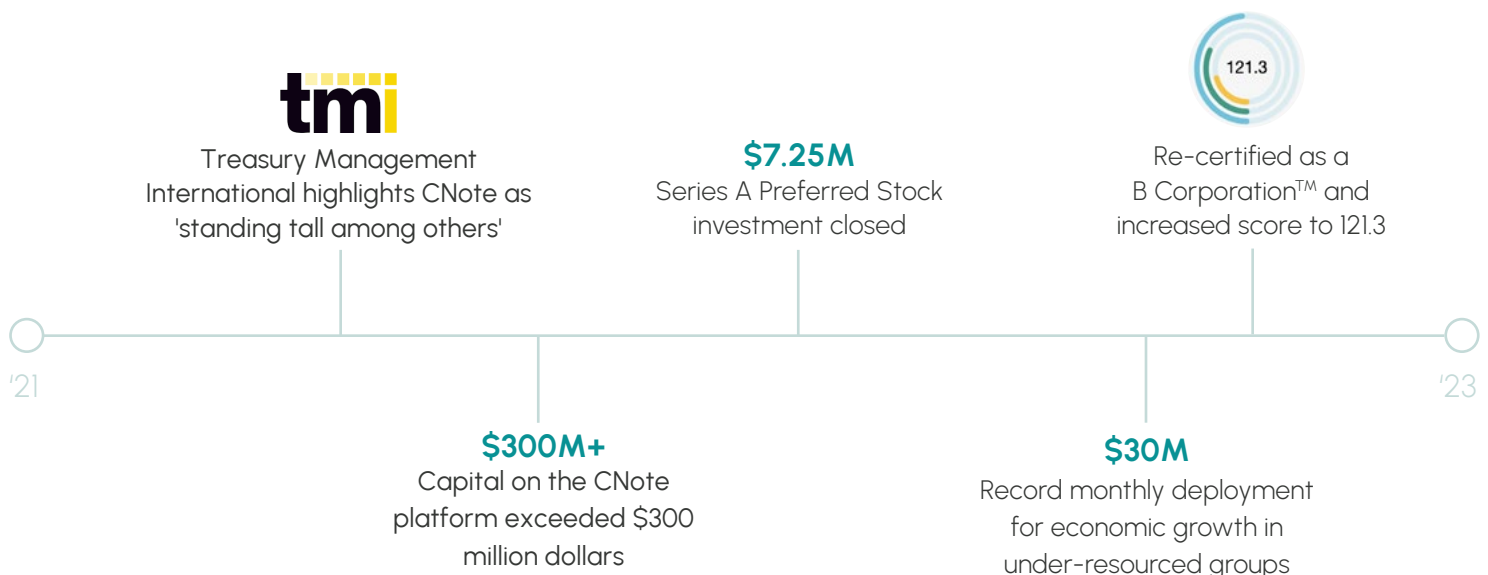 tmi
Treasury Management
International highlights CNote as
'standing tall among others'
$7.25M
Series A Preferred Stock
investment closed
121.3
Re-certified as a
B Corporation™ and
increased score to 121.3
'21
'23
$300M+
Capital on the CNote
platform exceeded $300
million dollars
$30M
Record monthly deployment
for economic growth in
under-resourced groups